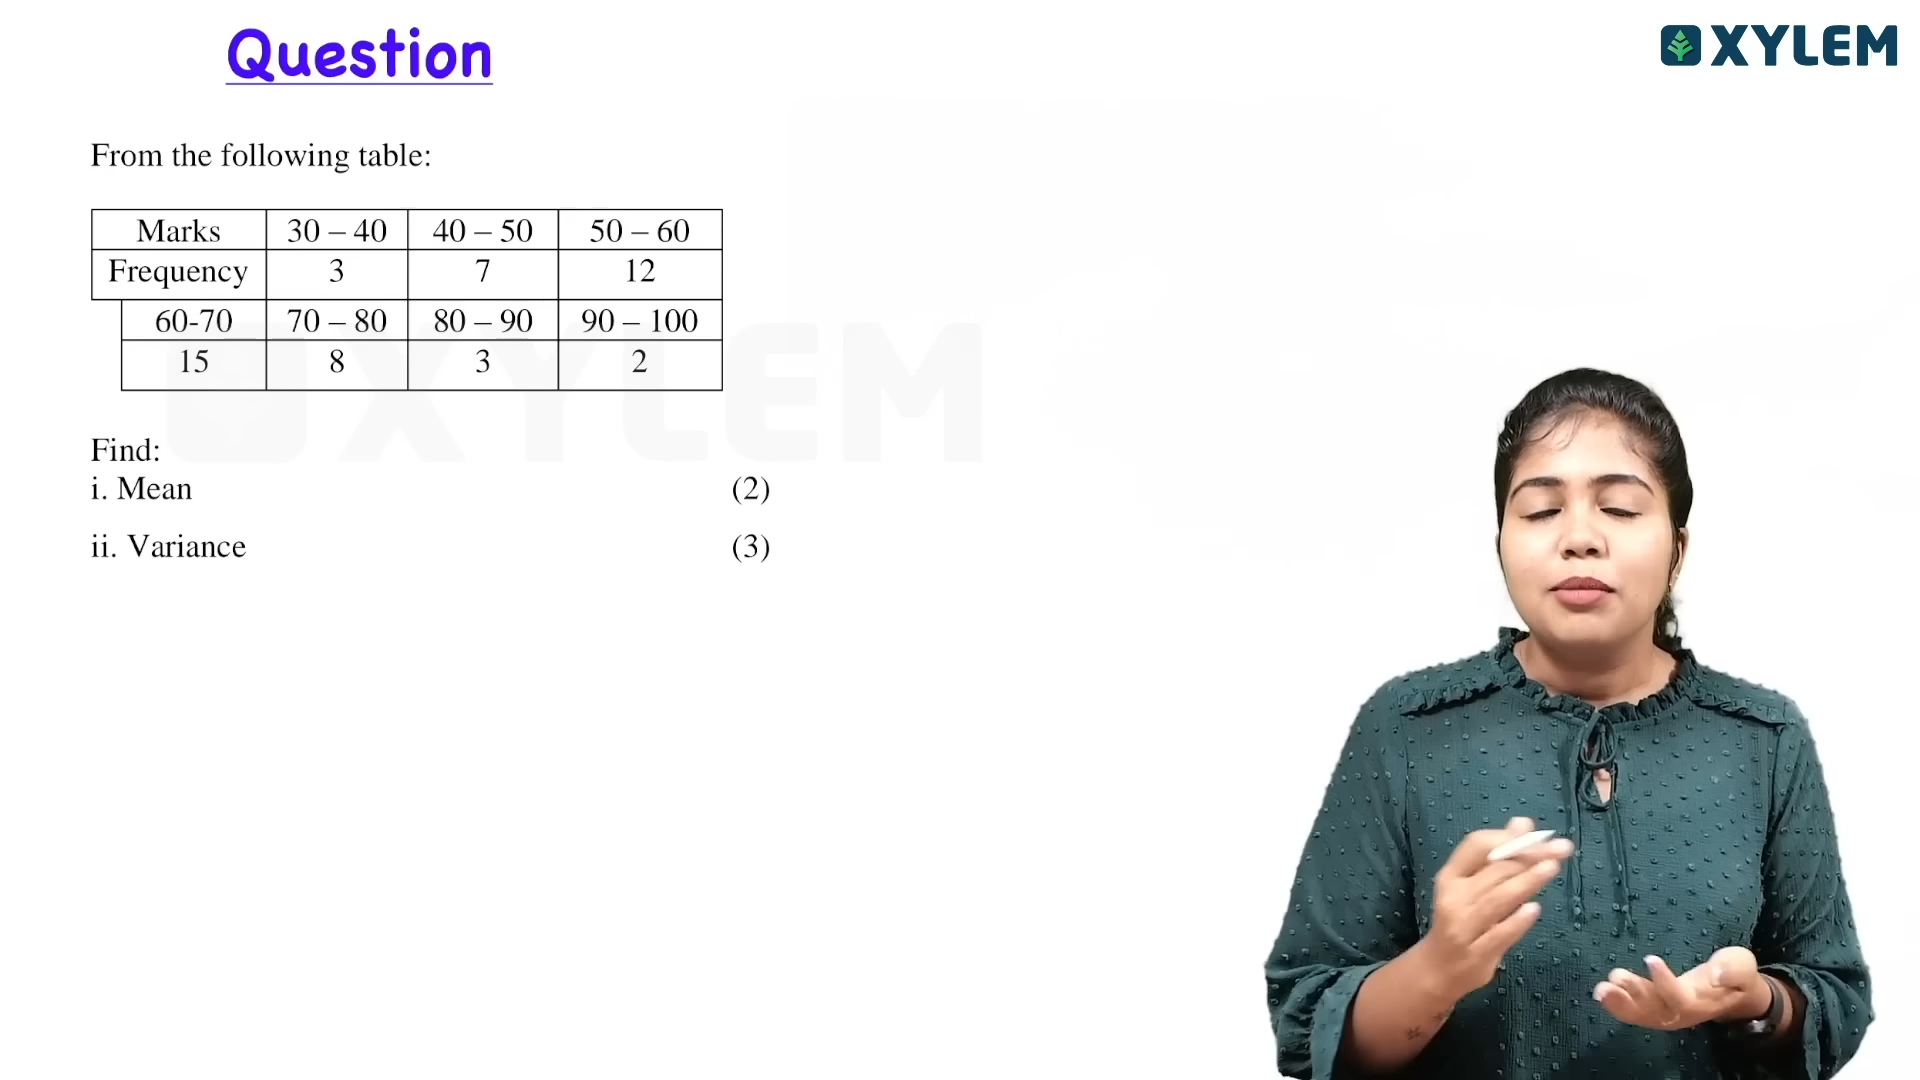 Question
XYLEM
From the following table:
Marks 30 – 40 40 – 50 50 – 60
Frequency 3 7 12
60-70 70 – 80 80 – 90 90 – 100
15 8 3 2
XYLEM
Find:
i. Mean (2)
ii. Variance (3)